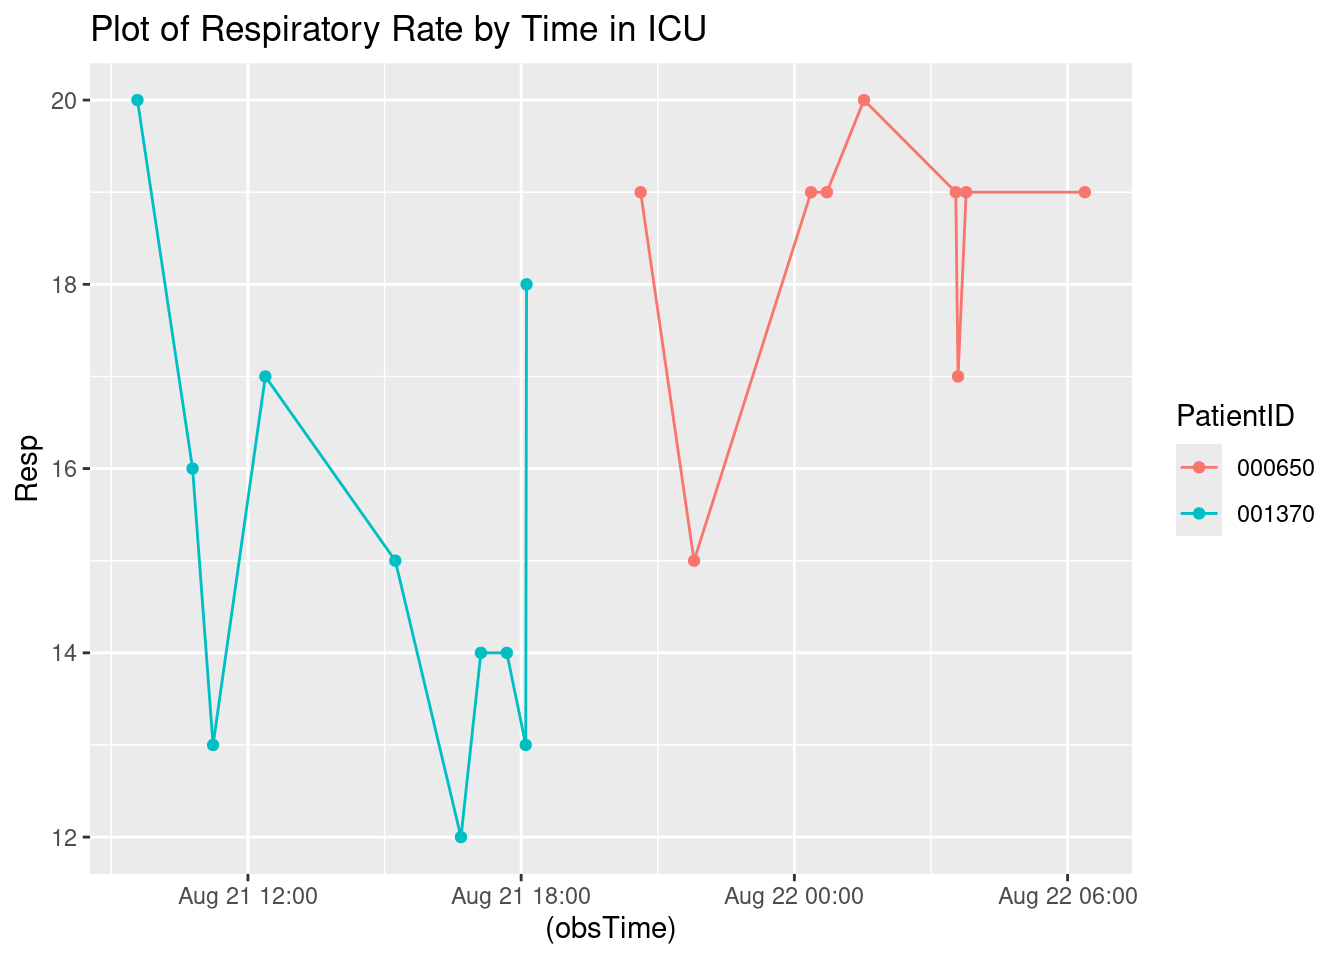 Plot of Respiratory Rate by Time in ICU
20
18
16
14
12
Resp
Aug 21 12:00
Aug 21 18:00
Aug 22 00:00
Aug 22 06:00
(obsTime)
PatientID
000650
001370